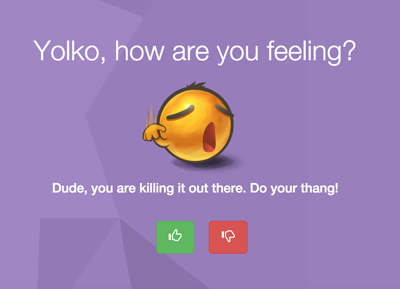 Yolko, how are you feeling?
Dude, you are killing it out there. Do your thang!